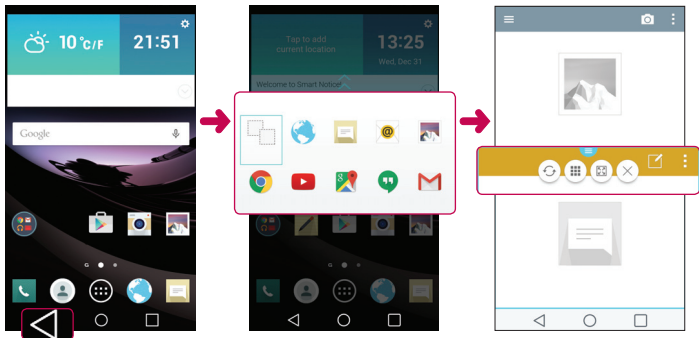 10°C/F
21:51
Google
Tap to add
current location
13:25
Wed, Dec 31
Welcome to Smart Notice!